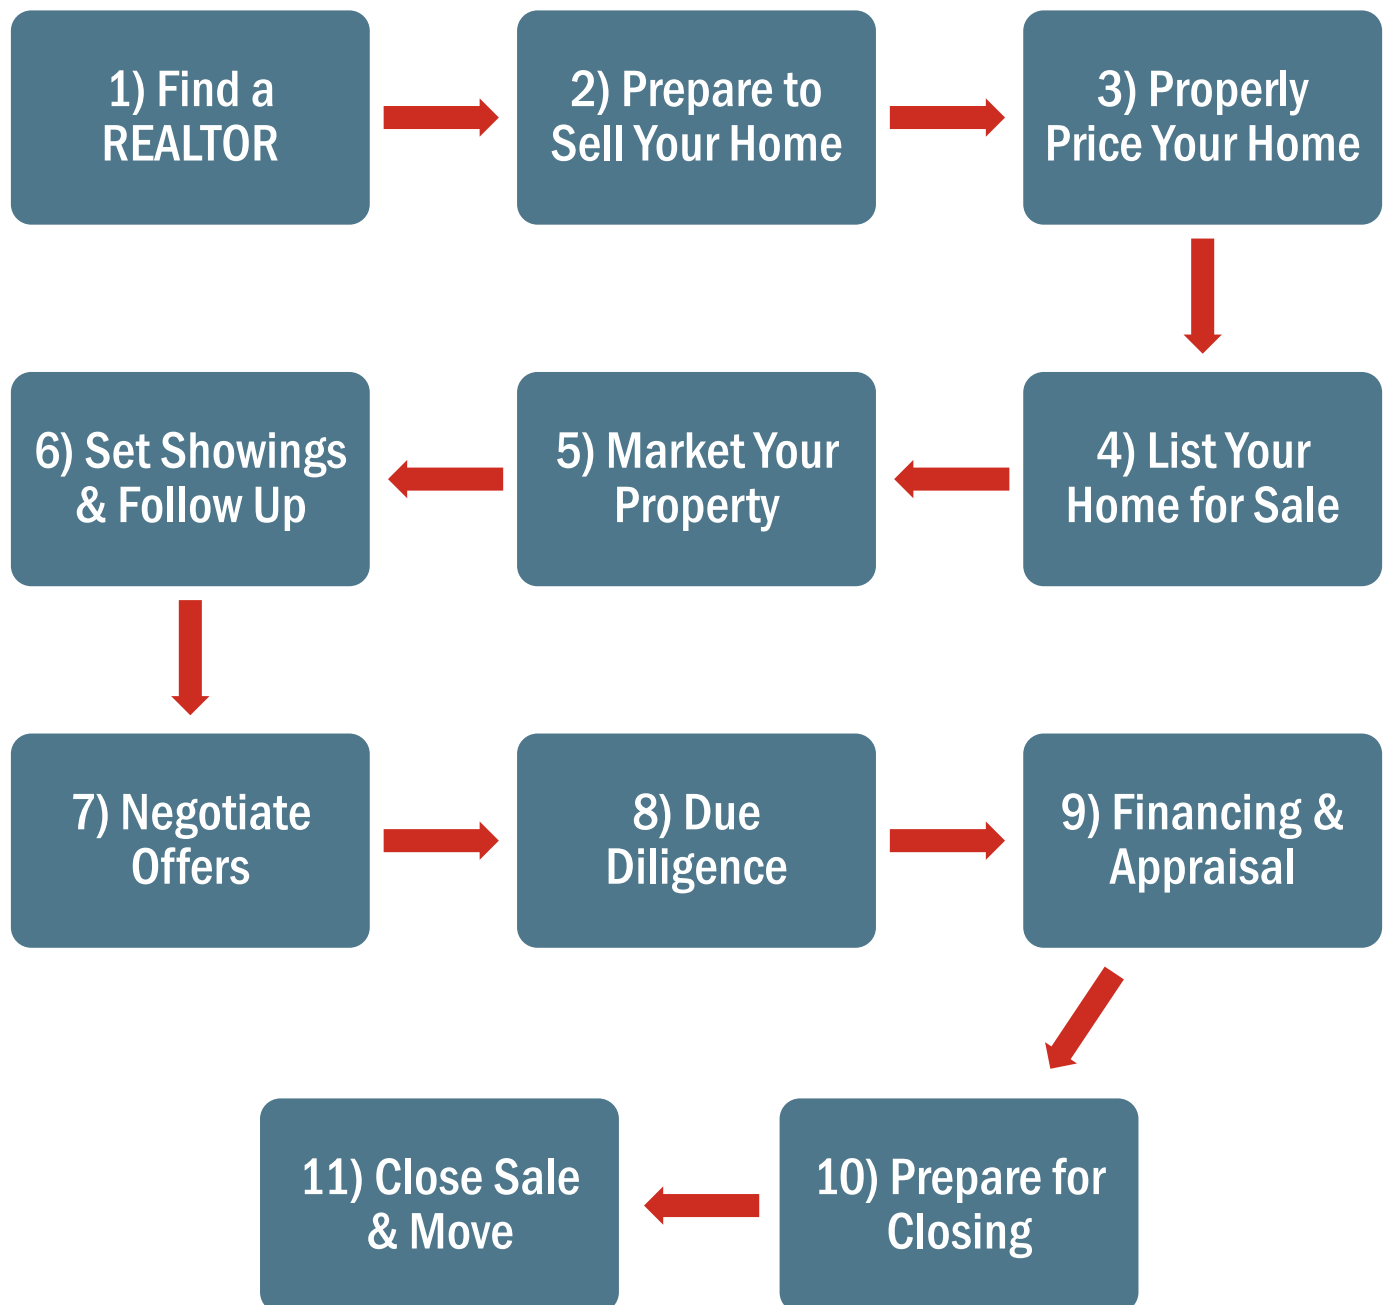 1) Find a
REALTOR
2) Prepare to
Sell Your Home
3) Properly
Price Your Home
4) List Your
Home for Sale
5) Market Your
Property
6) Set Showings
& Follow Up
7) Negotiate
Offers
8) Due
Diligence
9) Financing &
Appraisal
10) Prepare for
Closing
11) Close Sale
& Move